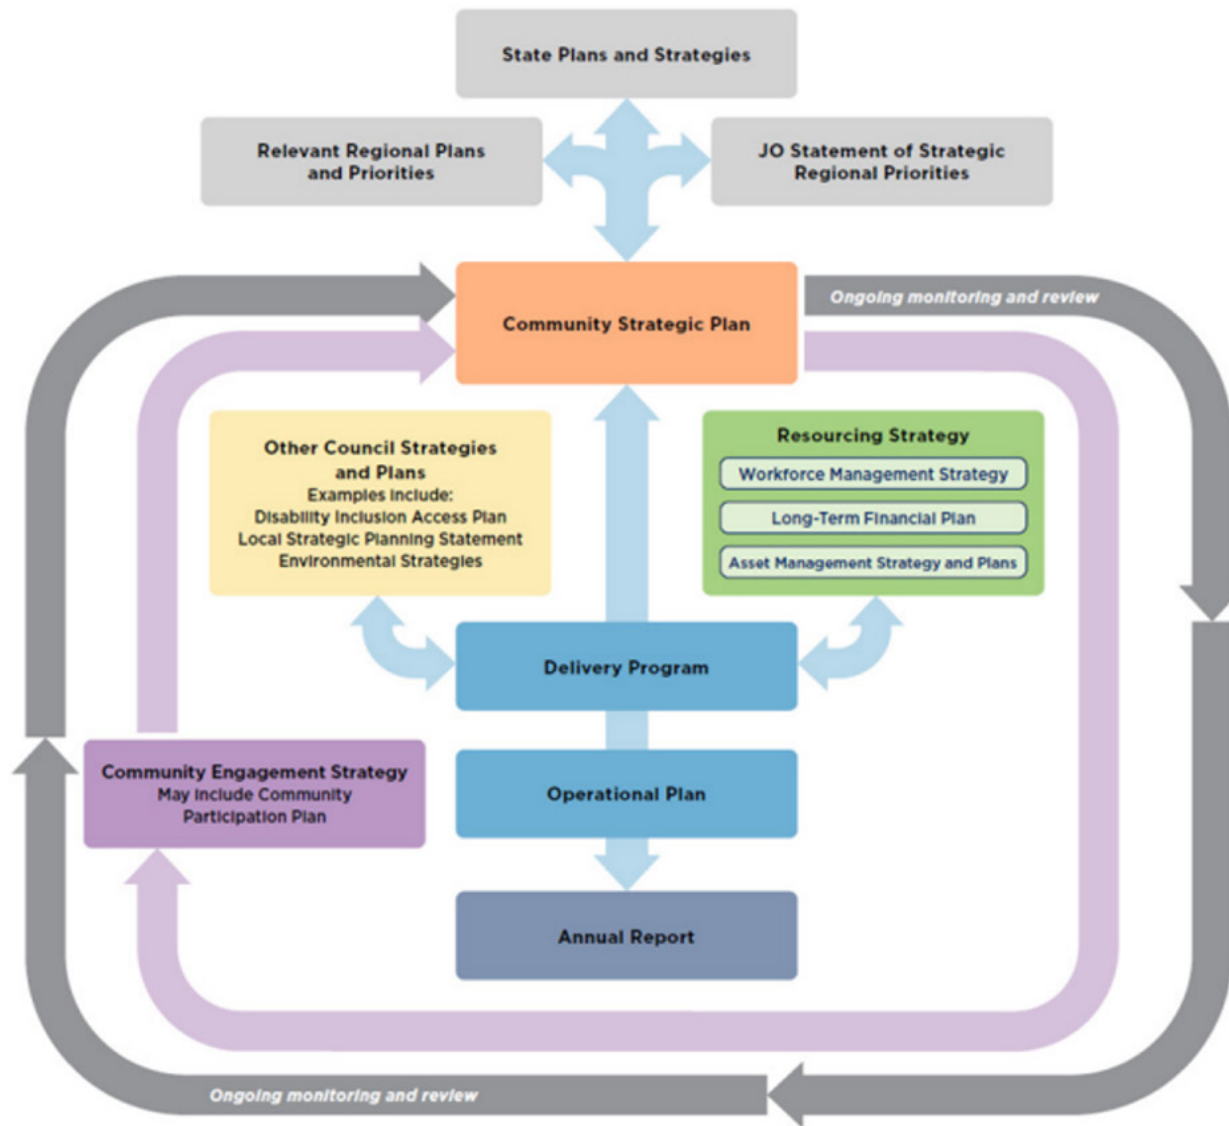 State Plans and Strategies
Relevant Regional Plans
and Priorities
JO Statement of Strategic
Regional Priorities
Community Strategic Plan
Ongoing monitoring and review
Other Council Strategies
and Plans
Examples Include:
Disability Inclusion Access Plan
Local Strategic Planning Statement
Environmental Strategies
Resourcing Strategy
Workforce Management Strategy
Long-Term Financial Plan
Asset Management Strategy and Plans
Delivery Program
Community Engagement Strategy
May Include Community
Participation Plan
Operational Plan
Annual Report
Ongoing monitoring and review